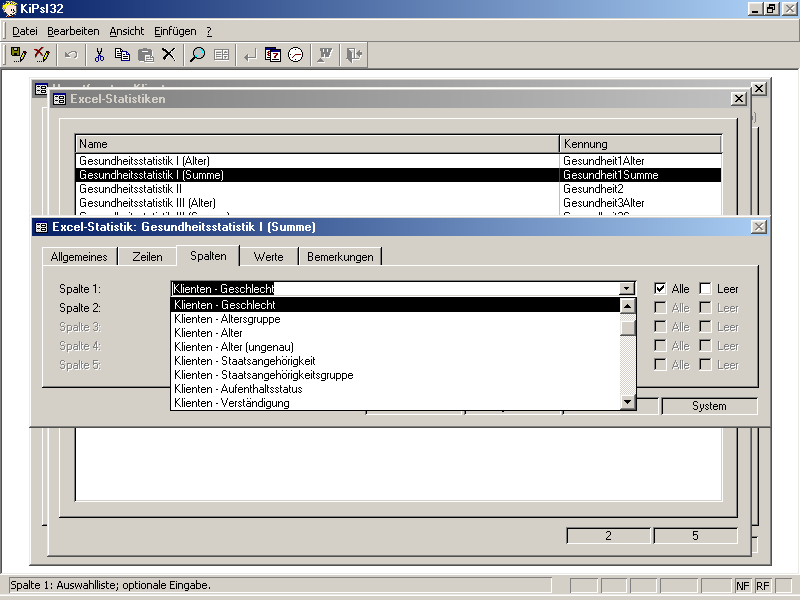 KiPsI32
Datei Bearbeiten Ansicht Einfügen ?
Excel-Statistiken
Name Kennung
Gesundheitsstatistik I (Alter) Gesundheit1Alter
Gesundheitsstatistik I (Summe) Gesundheit1Summe
Gesundheitsstatistik II Gesundheit2
Gesundheitsstatistik III (Alter) Gesundheit3Alter
Excel-Statistik: Gesundheitsstatistik I (Summe)
Allgemeines Zeilen Spalten Werte Bemerkungen
Spalte 1: Klienten - Geschlecht Alle Leer
Spalte 2: Alle Leer
Spalte 3: Alle Leer
Spalte 4: Alle Leer
Spalte 5: Alle Leer
Klienten - Geschlecht
Klienten - Altersgruppe
Klienten - Alter
Klienten - Alter (ungenau)
Klienten - Staatsangehörigkeit
Klienten - Staatsangehörigkeitsgruppe
Klienten - Aufenthaltsstatus
Klienten - Verständigung
System
2 5
Spalte 1: Auswahlliste; optionale Eingabe. NF RF